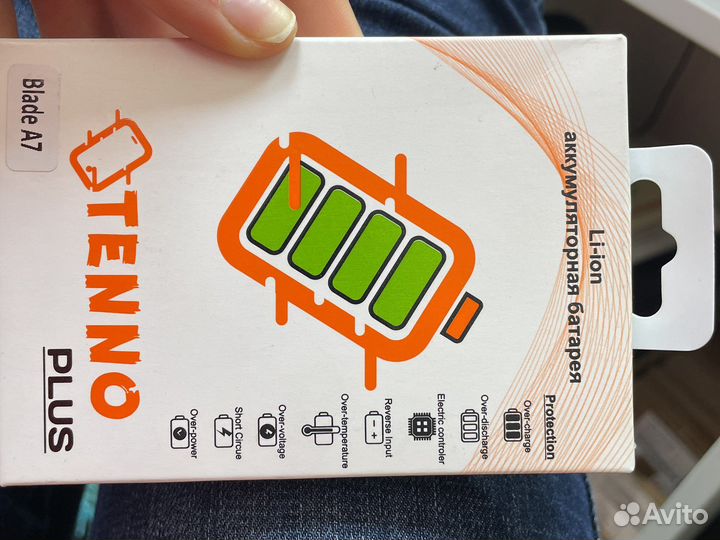 Li-ion
аккумуляторная батарея
Protection
Over-charge
Over-discharge
Electric controler
Reverse Input
Over-temperature
Over-voltage
Short Circue
Over-power
TENNO
PLUS
Blade A7
Avito